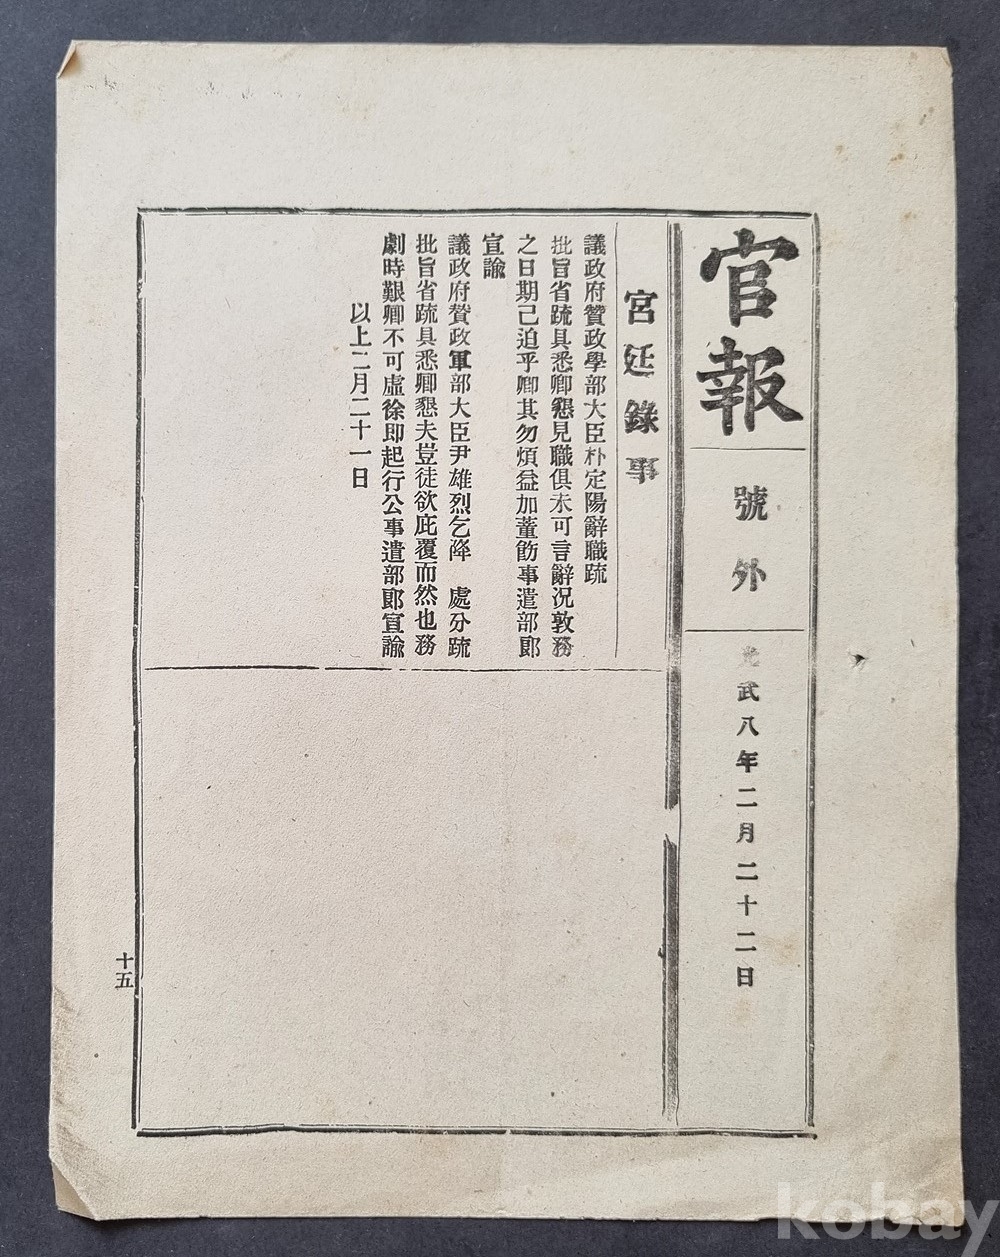 官報
號外
光武八年二月二十二日
宮廷錄事
議政府贊政學部大臣朴定陽辭職疏
批旨省疏具悉卿懇見職俱未可言辭況敦務
之日期已迫乎卿其勿煩益加董飭事遣部郞
宣諭
議政府贊政軍部大臣尹雄烈乞降 處分疏
批旨省疏具悉卿懇夫豈徒欲庇覆而然也務
劇時艱卿不可虛徐即起行公事遣部郞宣諭
以上二月二十一日
十五
kobay